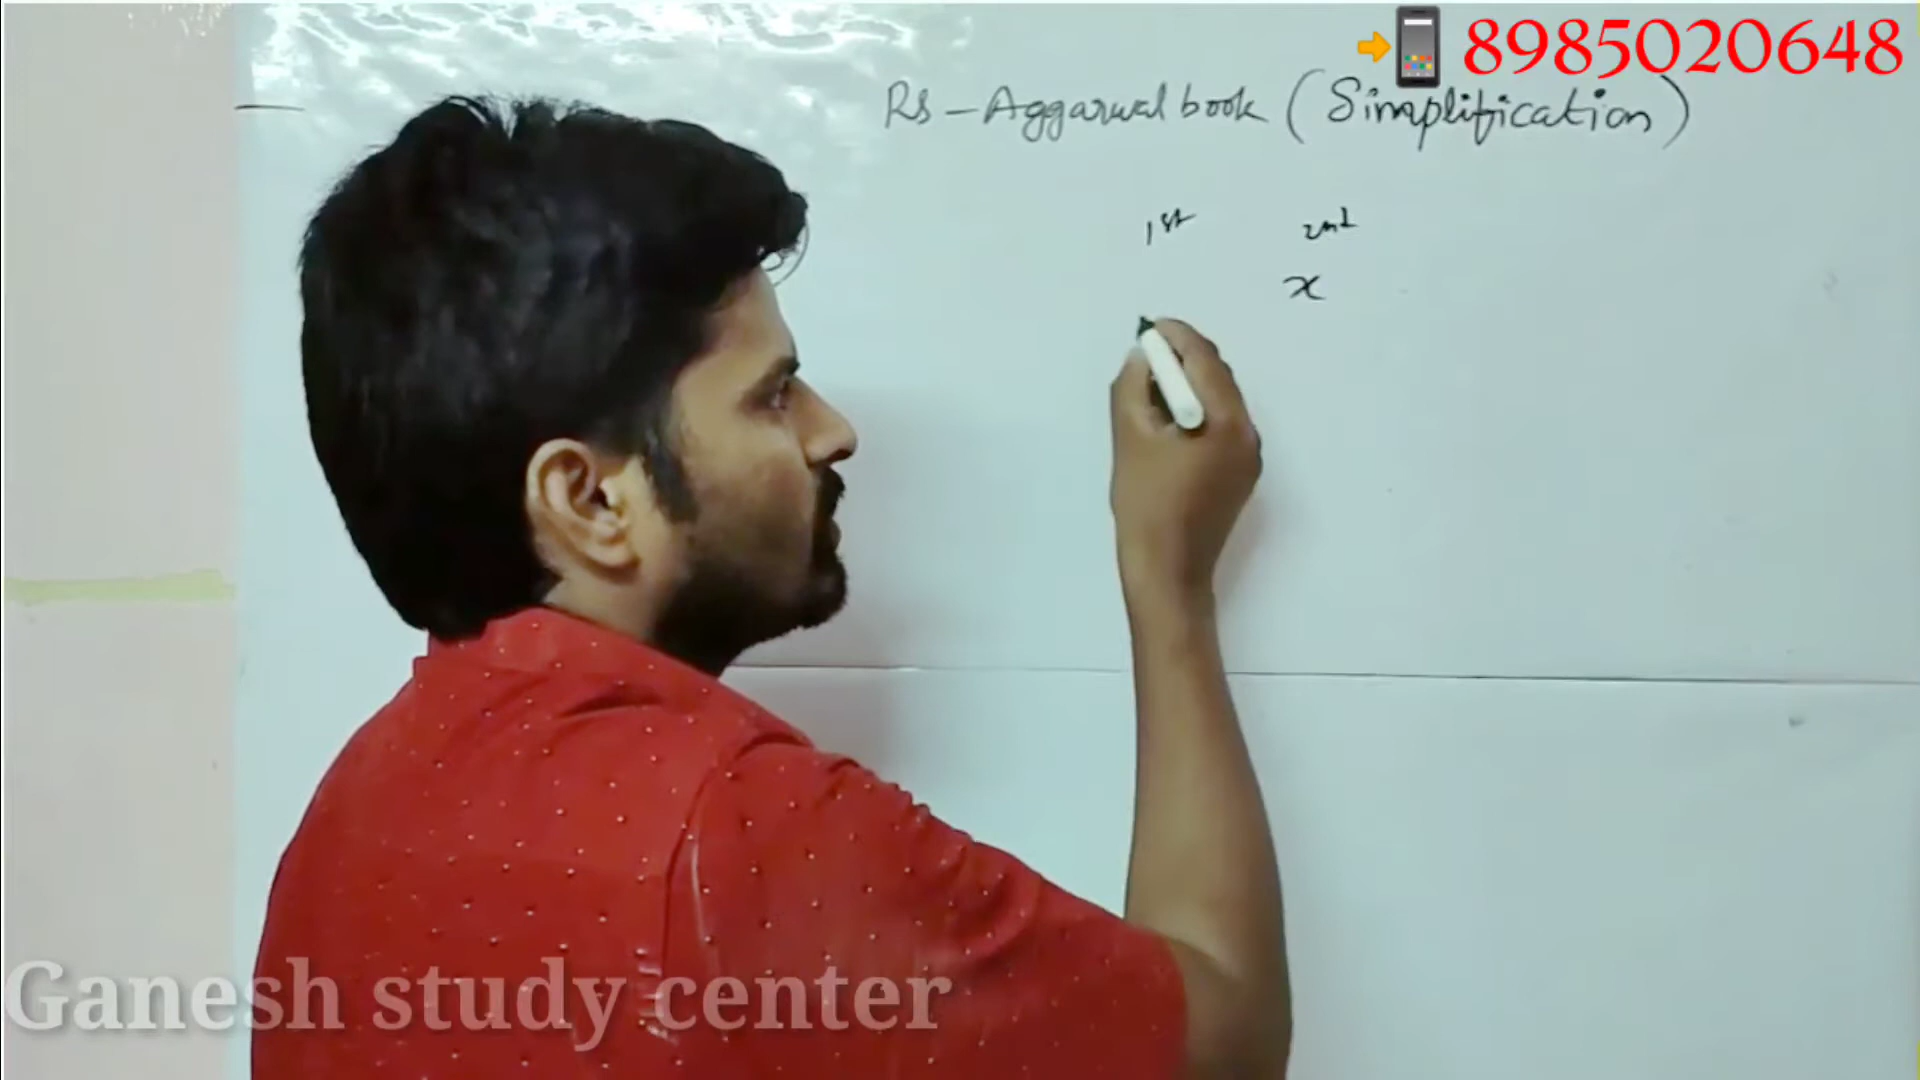 8985020648
Rs - Aggarwal book (Simplification)
1st 2nd
x
Ganesh study center